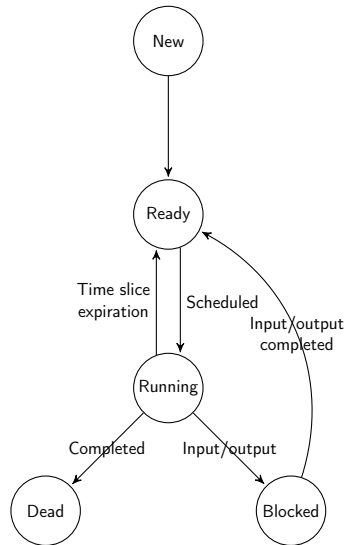 New
Ready
Time slice
expiration
Scheduled
Input/output
completed
Running
Completed
Input/output
Dead
Blocked